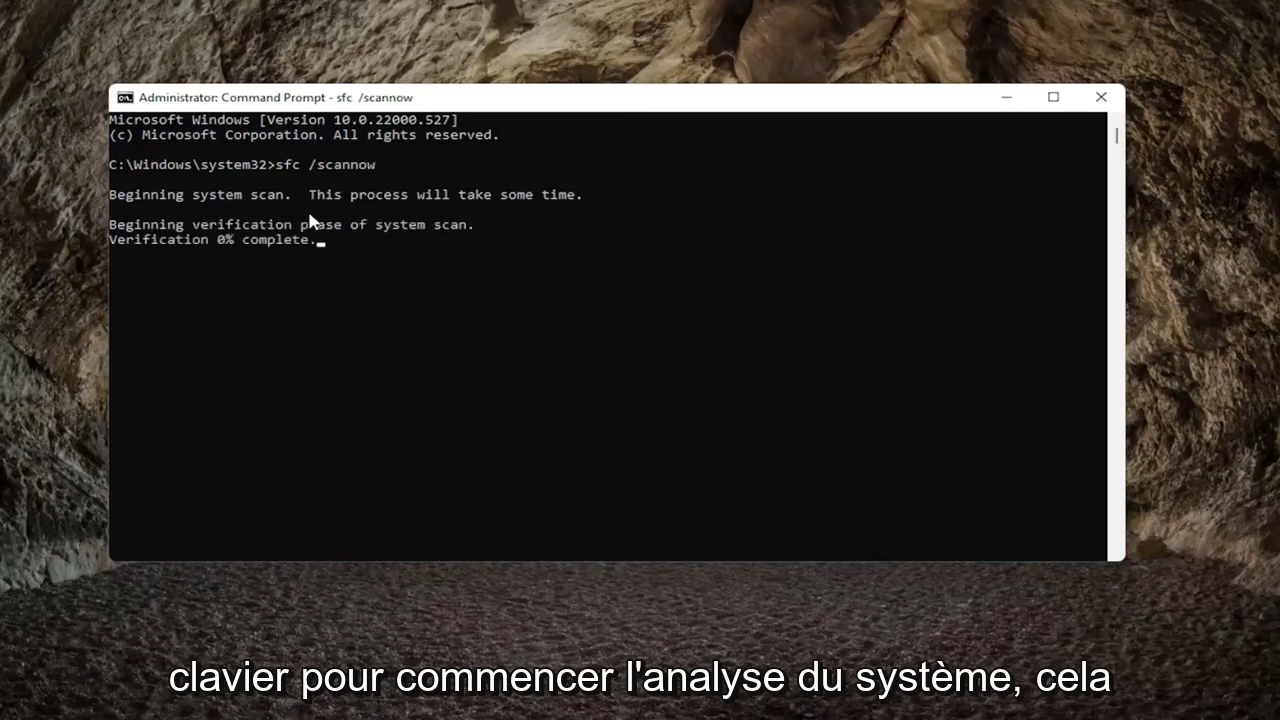 Administrator: Command Prompt - sfc /scannow
Microsoft Windows [Version 10.0.22000.527]
(c) Microsoft Corporation. All rights reserved.
C:\Windows\system32>sfc /scannow
Beginning system scan.  This process will take some time.
Beginning verification phase of system scan.
Verification 0% complete.
clavier pour commencer l'analyse du système, cela